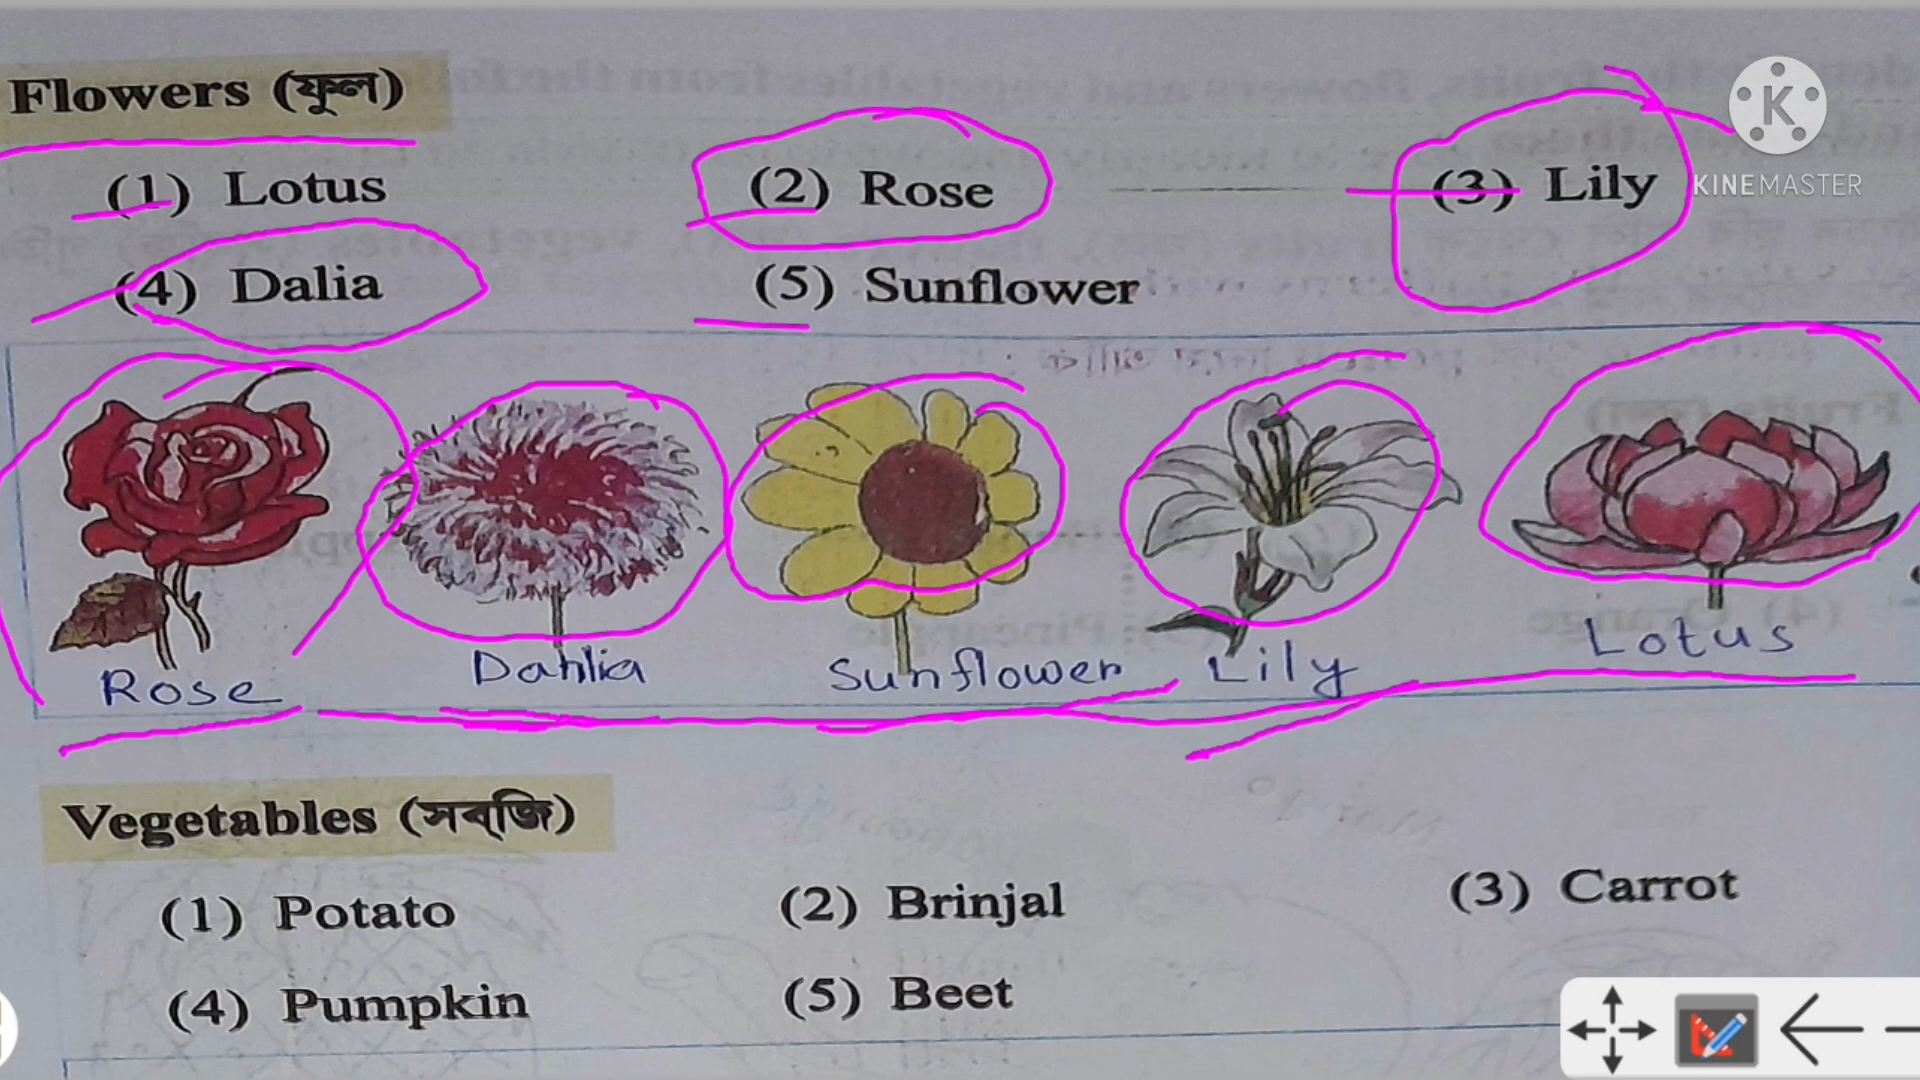 Flowers (ফুল)
(1) Lotus (2) Rose (3) Lily
(4) Dalia (5) Sunflower
Rose Dahlia Sunflower Lily Lotus
Vegetables (সব্‌জি)
(1) Potato (2) Brinjal (3) Carrot
(4) Pumpkin (5) Beet
K
KINEMASTER